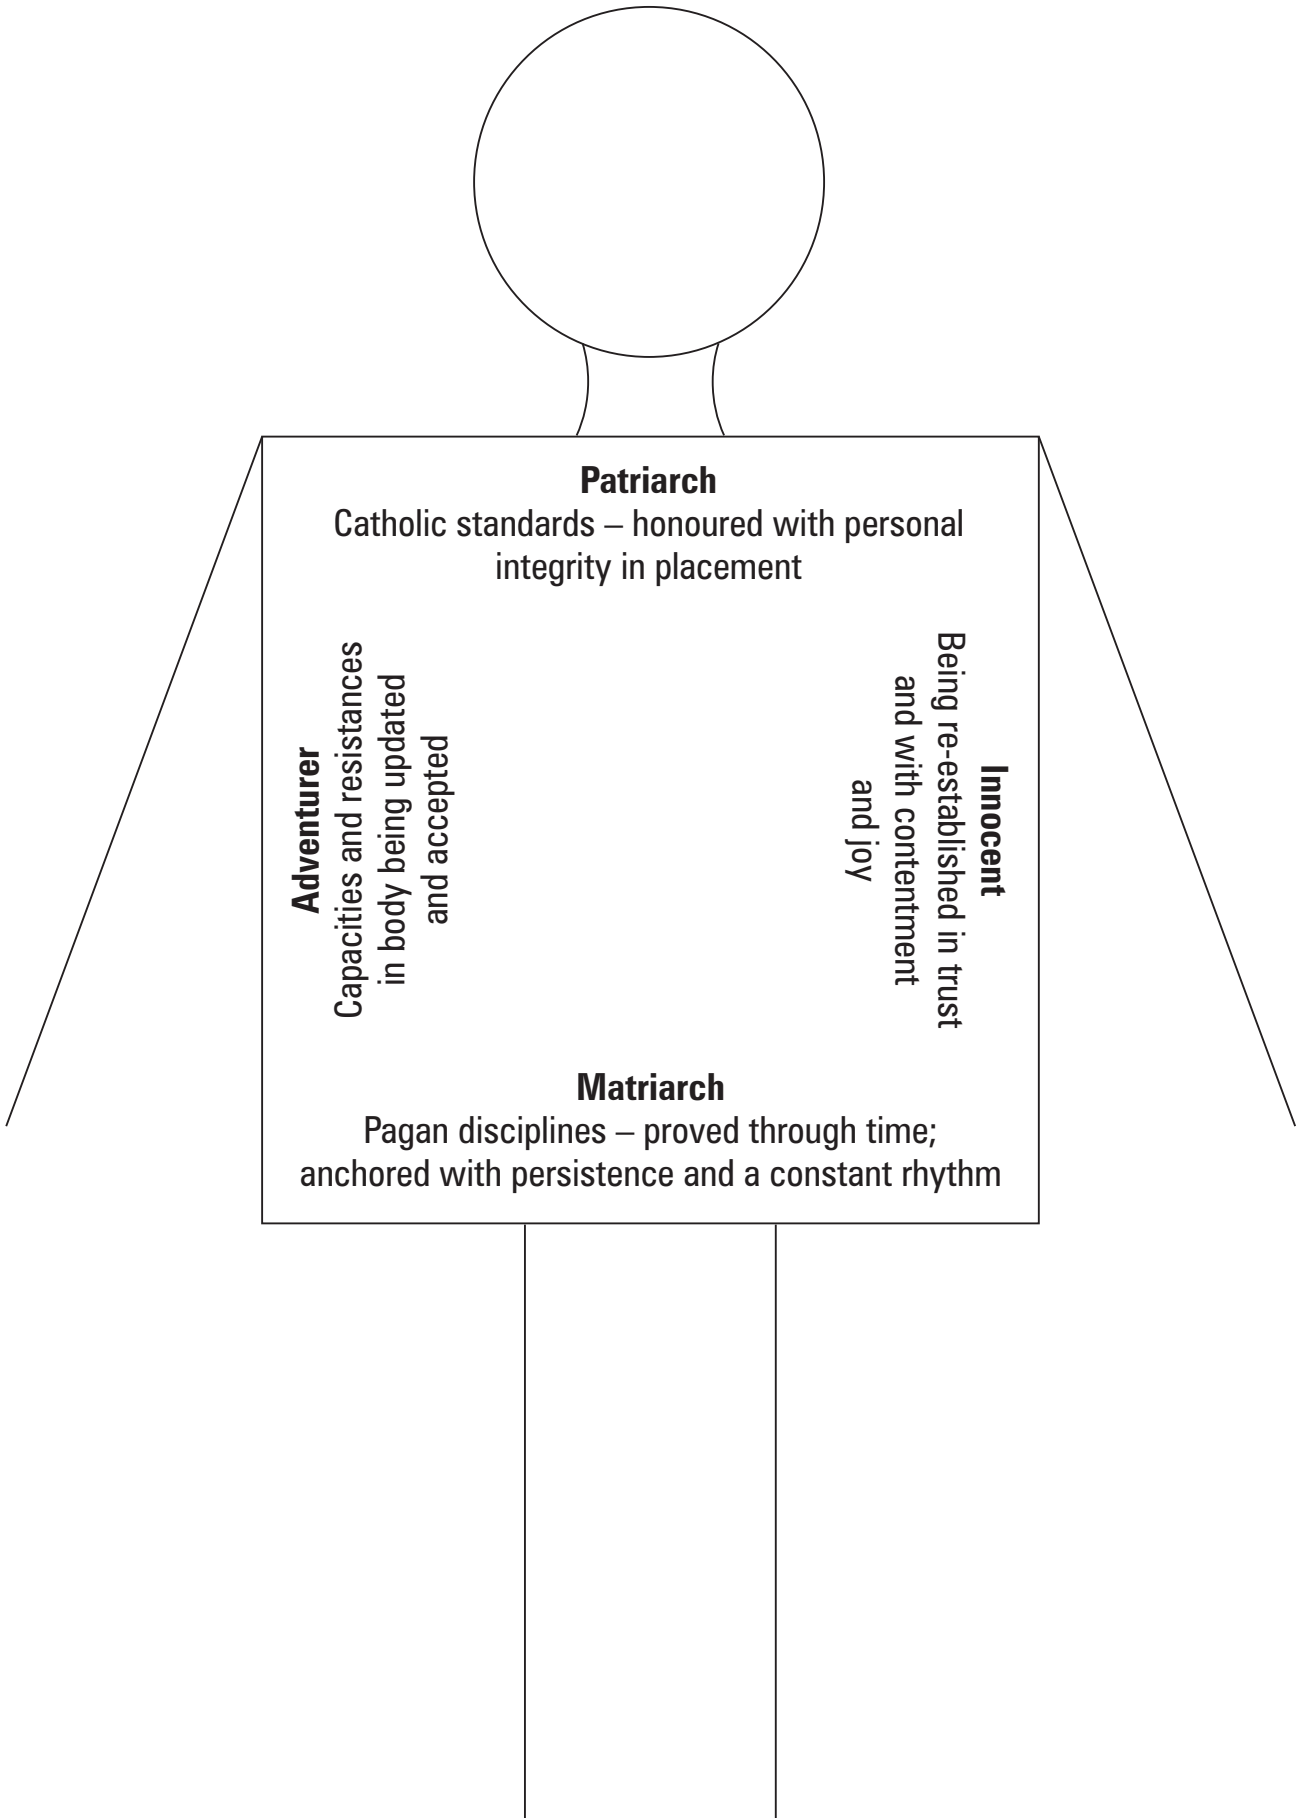 Patriarch
Catholic standards – honoured with personal
integrity in placement
Adventurer
Capacities and resistances
in body being updated
and accepted
Innocent
Being re-established in trust
and with contentment
and joy
Matriarch
Pagan disciplines – proved through time;
anchored with persistence and a constant rhythm